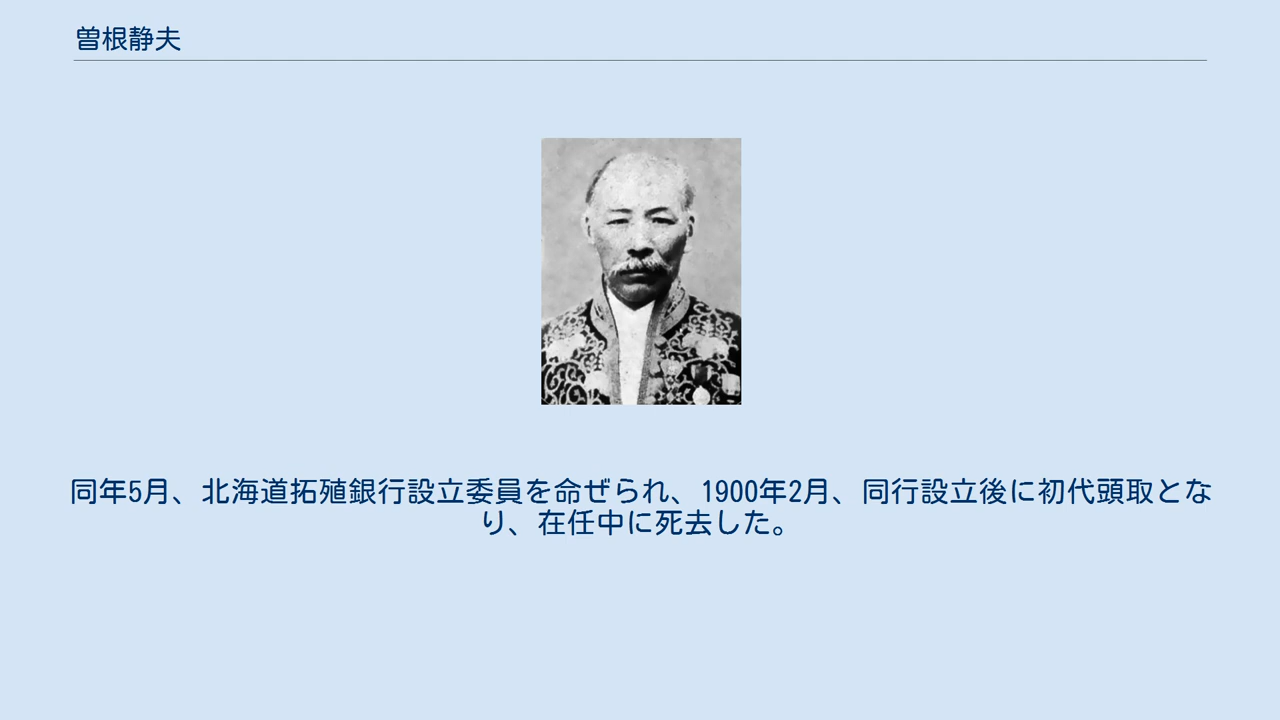 曽根静夫
同年5月、北海道拓殖銀行設立委員を命ぜられ、1900年2月、同行設立後に初代頭取とな
り、在任中に死去した。